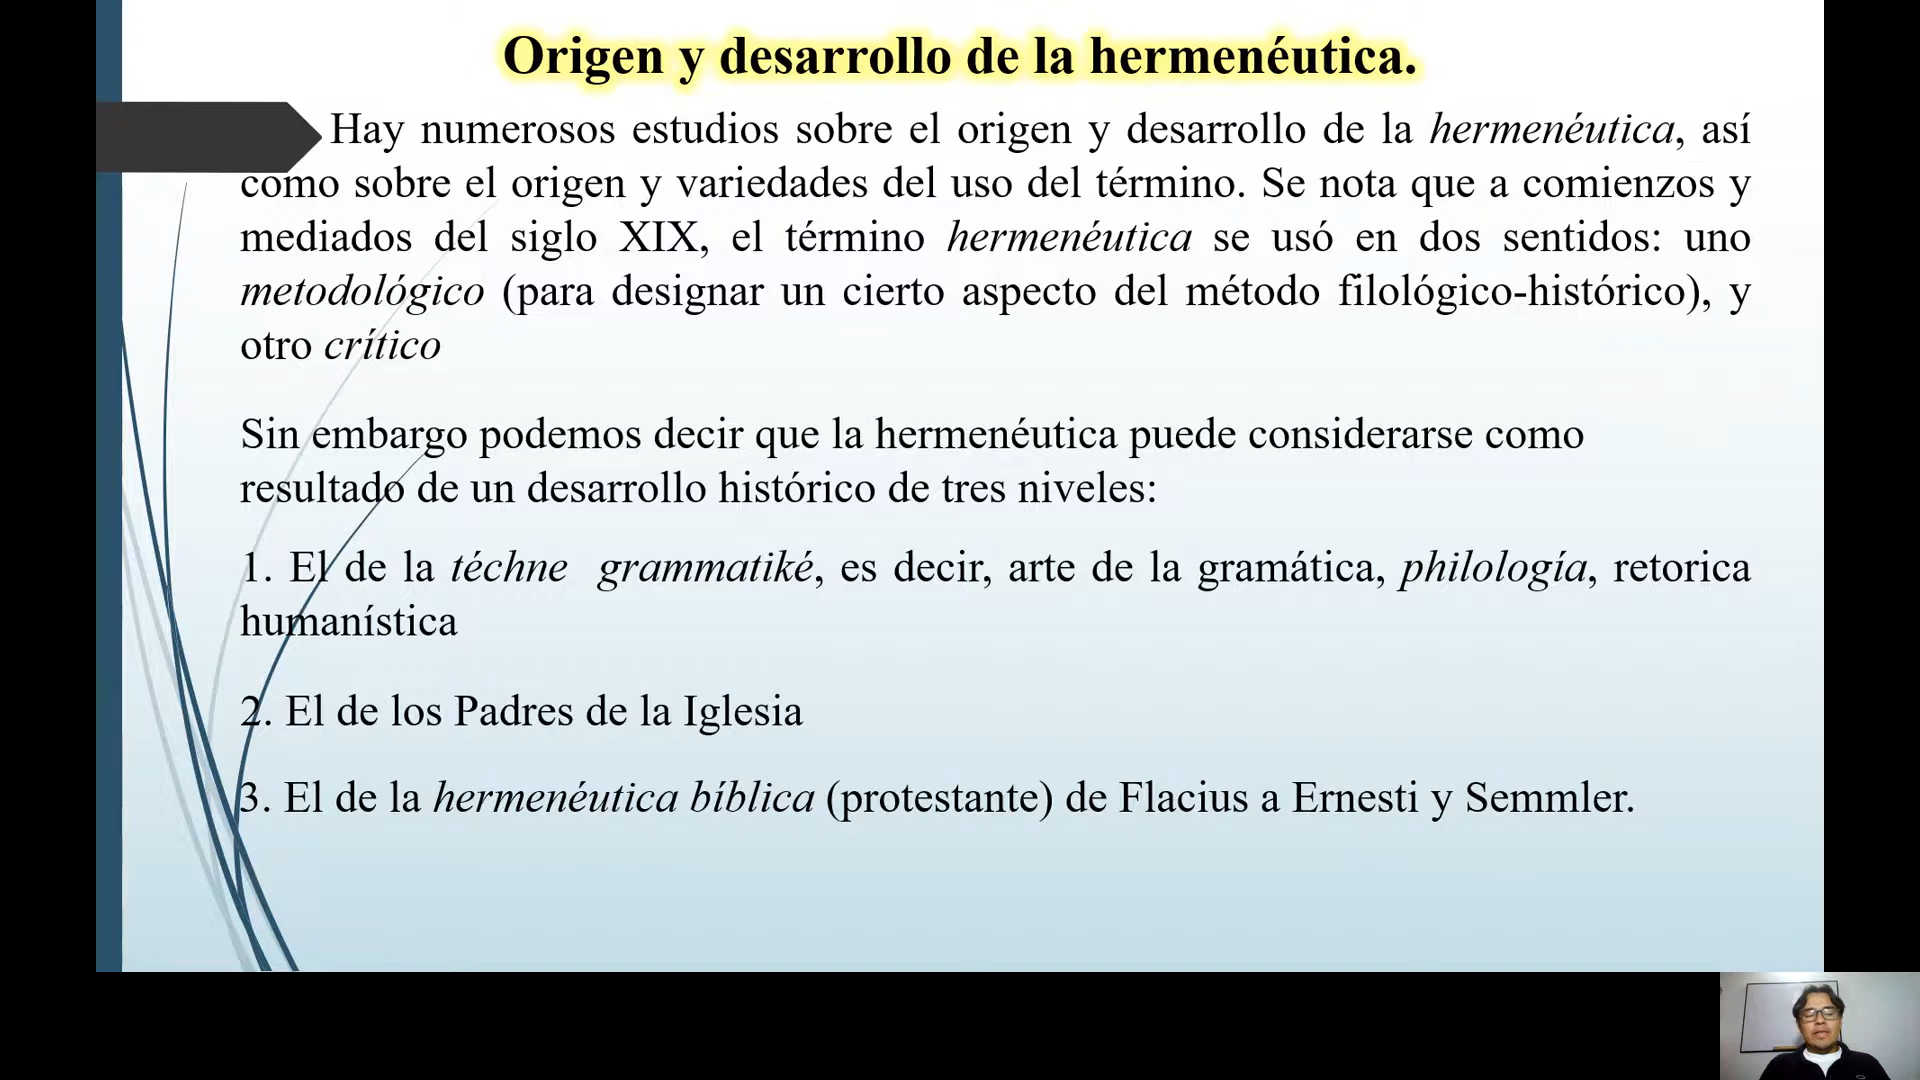 Origen y desarrollo de la hermenéutica.
Hay numerosos estudios sobre el origen y desarrollo de la hermenéutica, así
como sobre el origen y variedades del uso del término. Se nota que a comienzos y
mediados del siglo XIX, el término hermenéutica se usó en dos sentidos: uno
metodológico (para designar un cierto aspecto del método filológico-histórico), y
otro crítico
Sin embargo podemos decir que la hermenéutica puede considerarse como
resultado de un desarrollo histórico de tres niveles:
1. El de la téchne grammatiké, es decir, arte de la gramática, philología, retorica
humanística
2. El de los Padres de la Iglesia
3. El de la hermenéutica bíblica (protestante) de Flacius a Ernesti y Semmler.